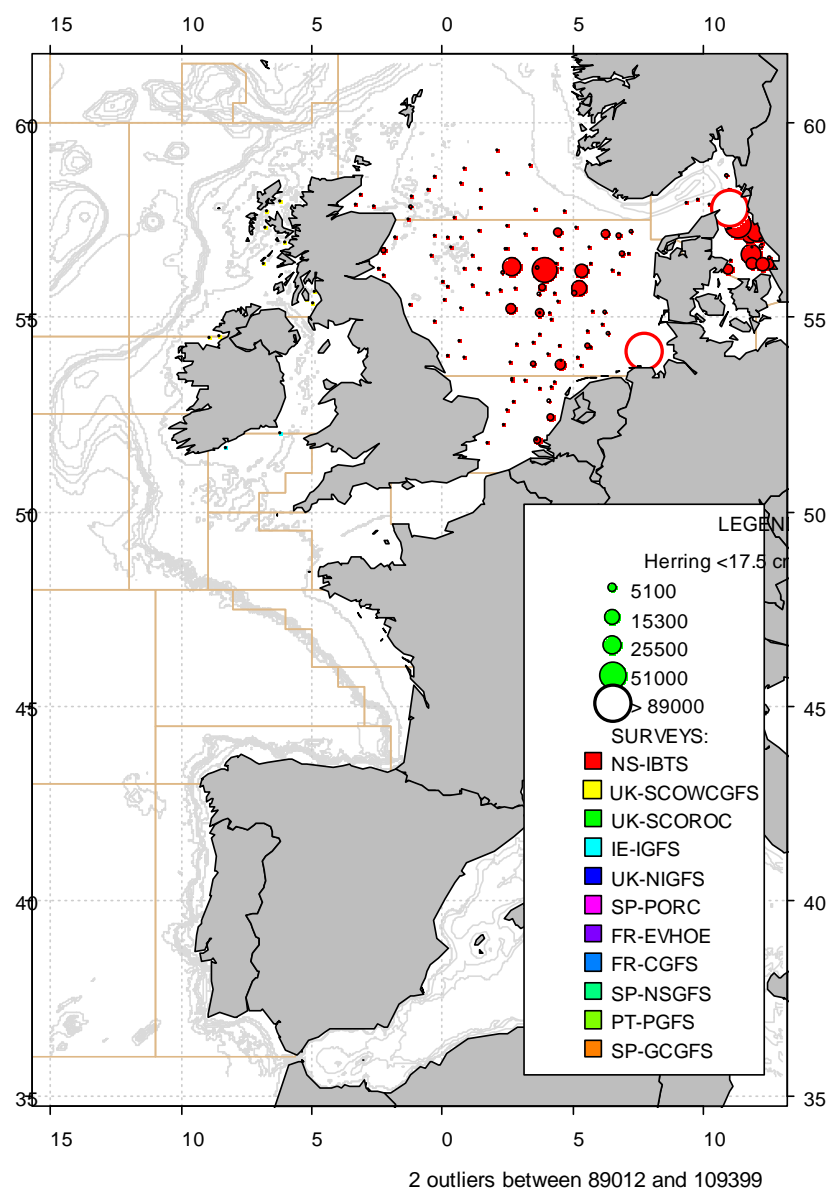 15 10 5 0 5 10
60 60
55 55
50 50
LEGEN
Herring <17.5 cr
5100
15300
25500
51000
> 89000
45 45
SURVEYS:
NS-IBTS
UK-SCOWCGFS
UK-SCOROC
IE-IGFS
UK-NIGFS
40 40
SP-PORC
FR-EVHOE
FR-CGFS
SP-NSGFS
PT-PGFS
SP-GCGFS
35 35
15 10 5 0 5 10
2 outliers between 89012 and 109399